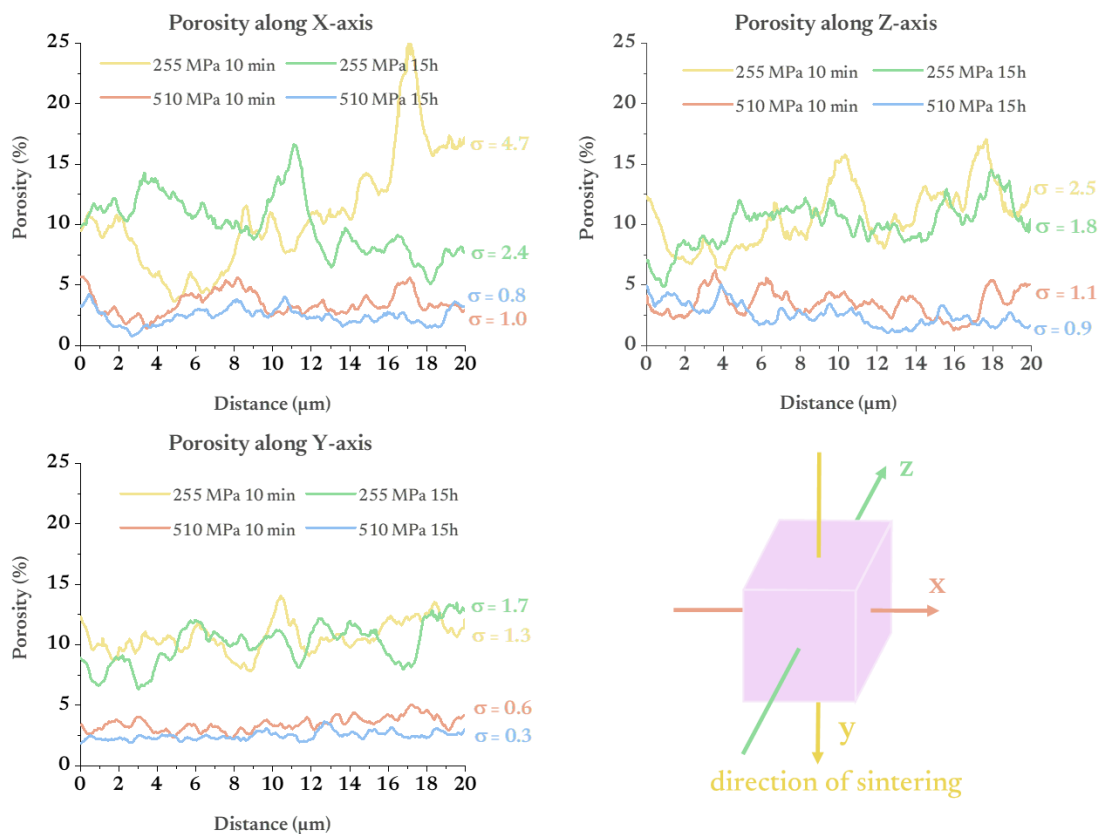 Porosity along X-axis
25
20
15
10
5
0
Porosity (%)
255 MPa 10 min
255 MPa 15h
510 MPa 10 min
510 MPa 15h
σ = 4.7
σ = 2.4
σ = 0.8
σ = 1.0
0 2 4 6 8 10 12 14 16 18 20
Distance (µm)
Porosity along Z-axis
25
20
15
10
5
0
Porosity (%)
255 MPa 10 min
255 MPa 15h
510 MPa 10 min
510 MPa 15h
σ = 2.5
σ = 1.8
σ = 1.1
σ = 0.9
0 2 4 6 8 10 12 14 16 18 20
Distance (µm)
Porosity along Y-axis
25
20
15
10
5
0
Porosity (%)
255 MPa 10 min
255 MPa 15h
510 MPa 10 min
510 MPa 15h
σ = 1.7
σ = 1.3
σ = 0.6
σ = 0.3
0 2 4 6 8 10 12 14 16 18 20
Distance (µm)
z
x
y
direction of sintering